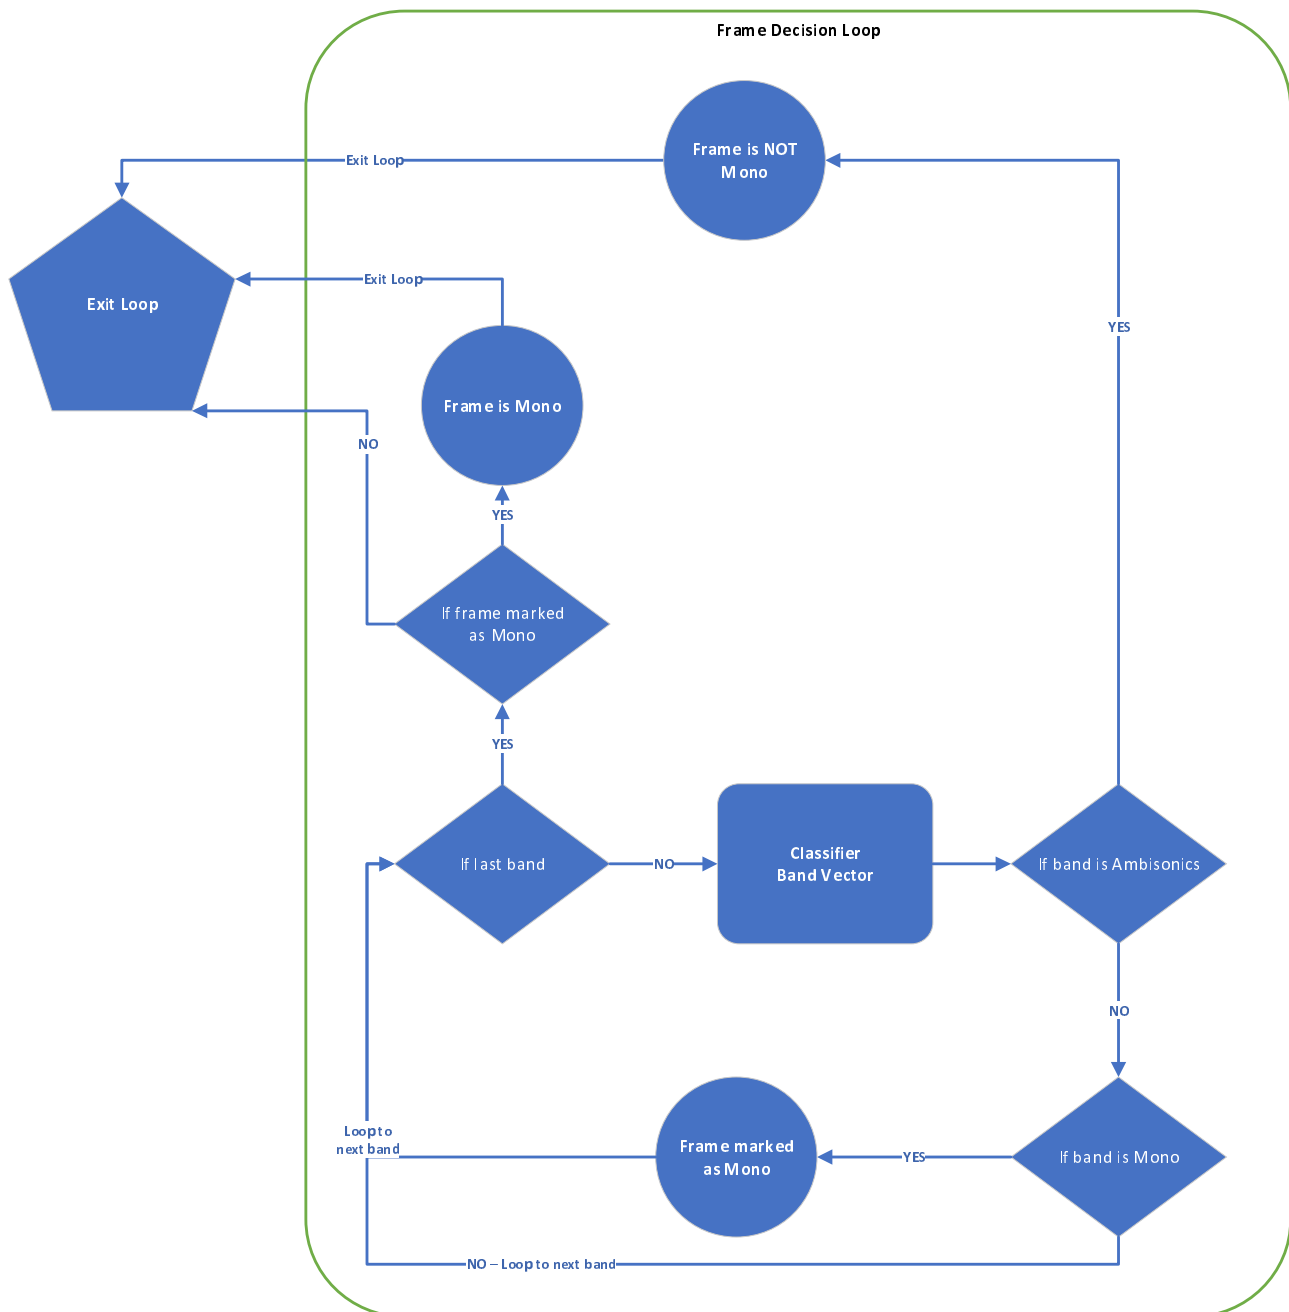 Frame Decision Loop
Frame is NOT
Mono
Exit Loop
Exit Loop
Exit Loop
YES
Frame is Mono
NO
YES
If frame marked
as Mono
YES
If last band
NO
Classifier
Band Vector
If band is Ambisonics
NO
Loop to
next band
Frame marked
as Mono
YES
If band is Mono
NO – Loop to next band